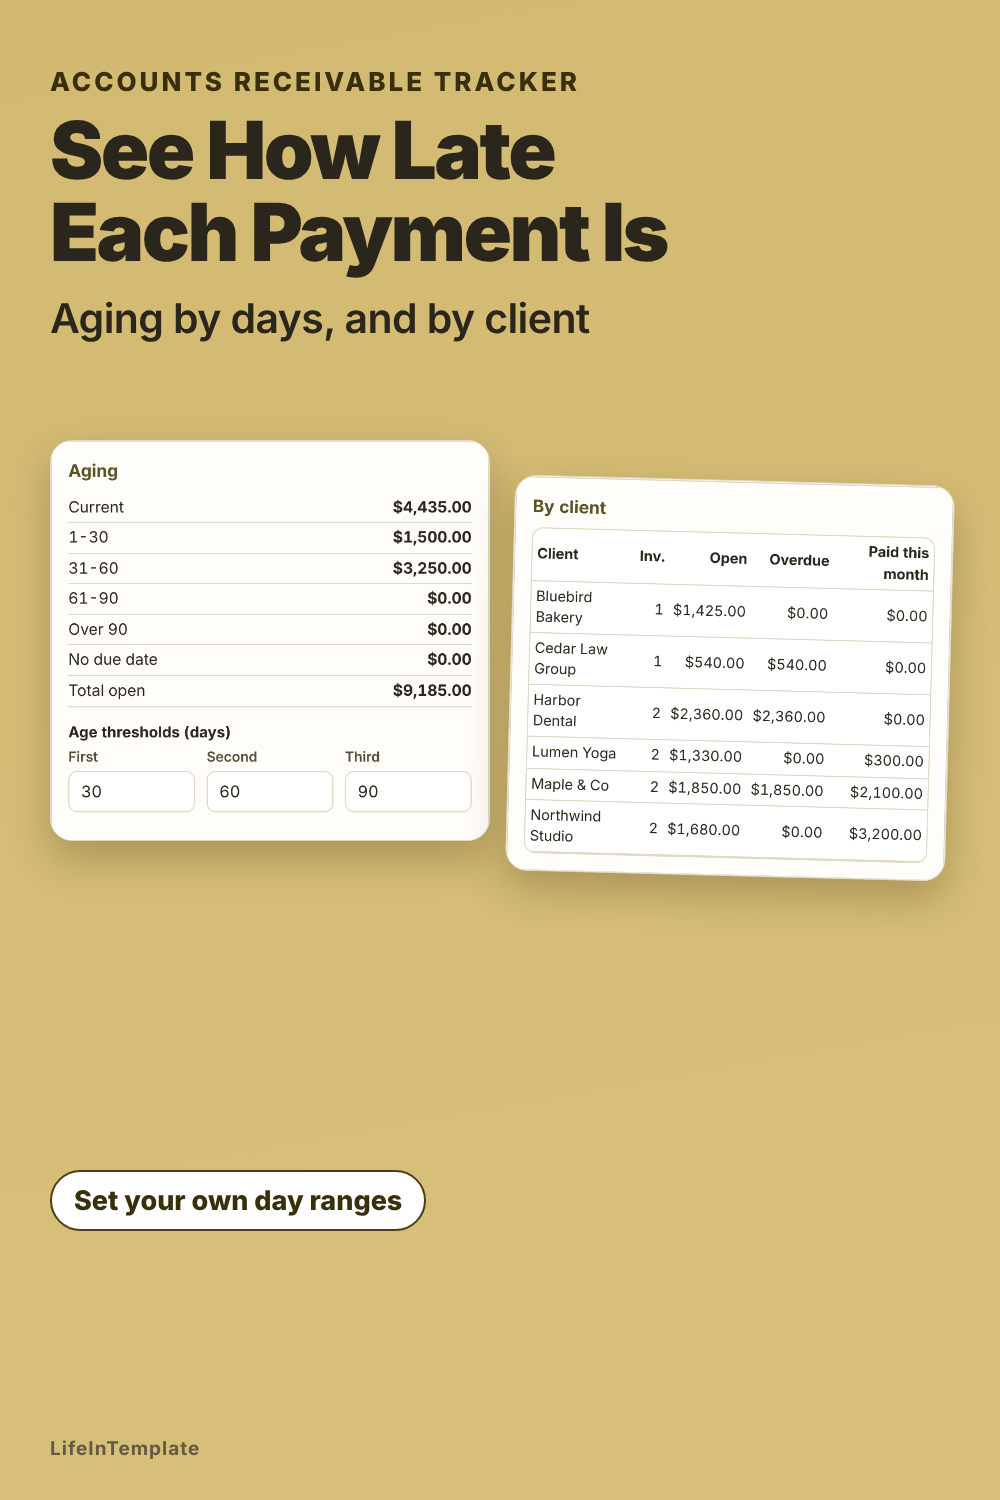 ACCOUNTS RECEIVABLE TRACKER
See How Late
Each Payment Is
Aging by days, and by client
Aging
Current $4,435.00
1-30 $1,500.00
31-60 $3,250.00
61-90 $0.00
Over 90 $0.00
No due date $0.00
Total open $9,185.00
Age thresholds (days)
First Second Third
30 60 90
By client
Client Inv. Open Overdue Paid this month
Bluebird Bakery 1 $1,425.00 $0.00 $0.00
Cedar Law Group 1 $540.00 $540.00 $0.00
Harbor Dental 2 $2,360.00 $2,360.00 $0.00
Lumen Yoga 2 $1,330.00 $0.00 $300.00
Maple & Co 2 $1,850.00 $1,850.00 $2,100.00
Northwind Studio 2 $1,680.00 $0.00 $3,200.00
Set your own day ranges
LifeInTemplate